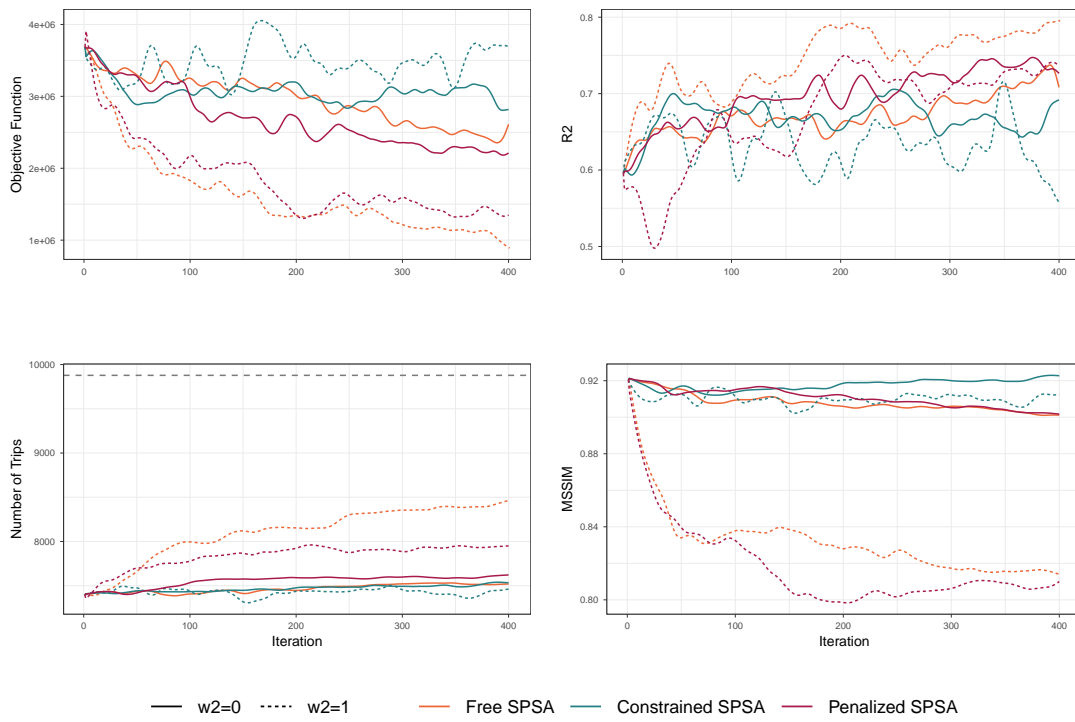 4e+06
3e+06
2e+06
1e+06
0
100
200
300
400
Objective Function
0.8
0.7
0.6
0.5
0
100
200
300
400
R2
10000
9000
8000
0
100
200
300
400
Number of Trips
Iteration
0.92
0.88
0.84
0.80
0
100
200
300
400
MSSIM
Iteration
w2=0 w2=1 Free SPSA Constrained SPSA Penalized SPSA